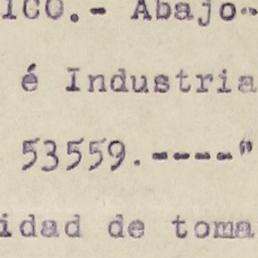 ICO.- Abajo--
é Industria
53559.----"
idad de toma